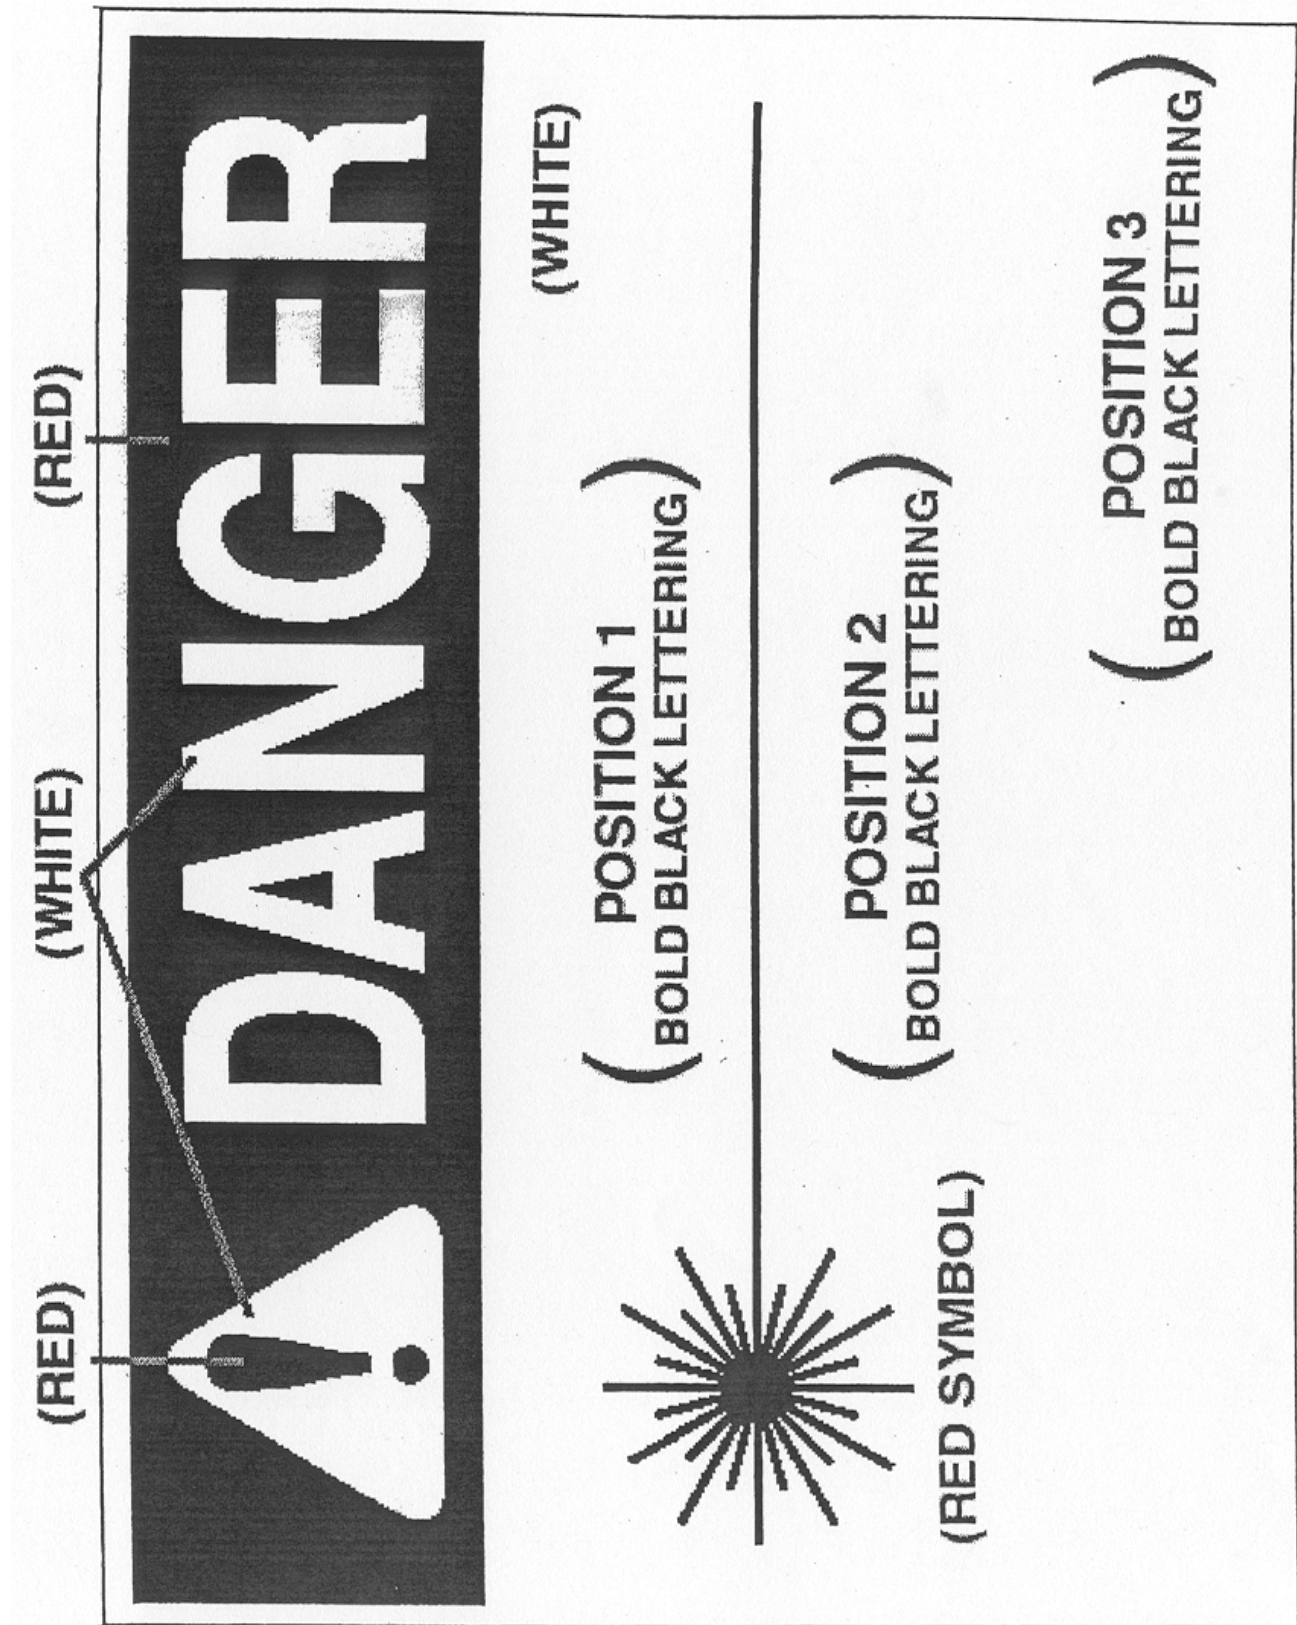 (RED) (WHITE) (RED)
! DANGER
(WHITE)
POSITION 1
(BOLD BLACK LETTERING)
POSITION 2
(BOLD BLACK LETTERING)
(RED SYMBOL)
POSITION 3
(BOLD BLACK LETTERING)